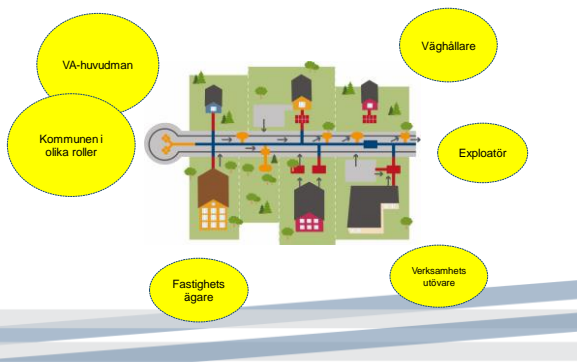 VA-huvudman
Väghållare
Kommunen i
olika roller
Exploatör
Fastighets
ägare
Verksamhets
utövare